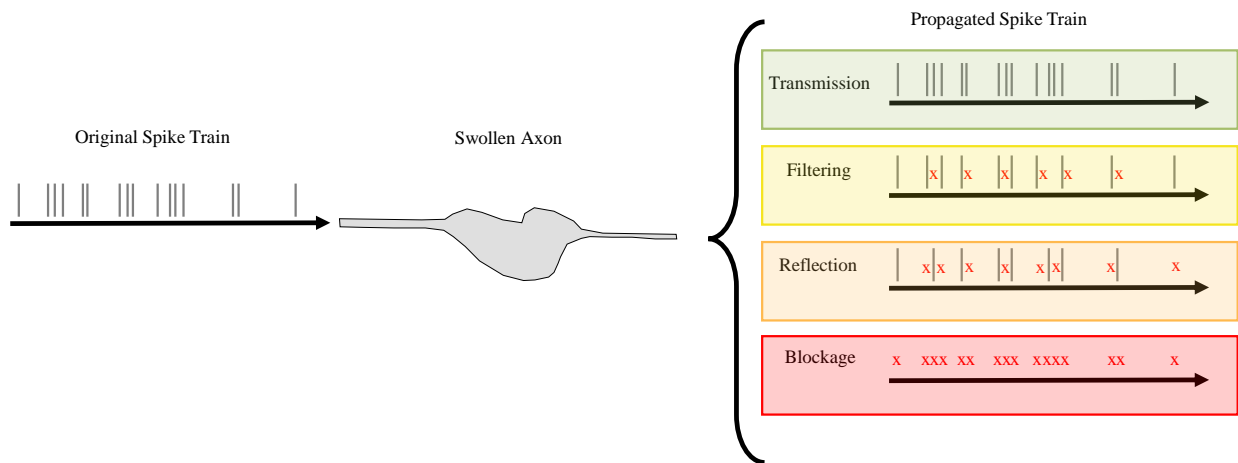 Propagated Spike Train
Original Spike Train
Swollen Axon
Transmission
Filtering
x x x x x x
Reflection
x x x x x x x x
Blockage
x xxx xx xxx xxxx xx x